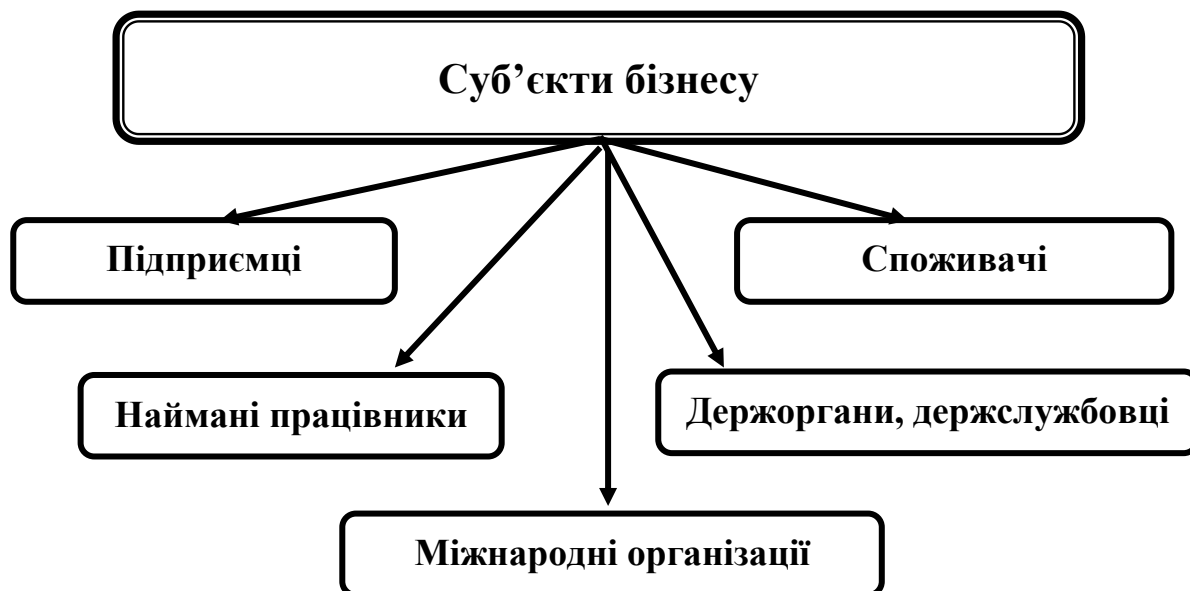 Суб’єкти бізнесу
Підприємці
Споживачі
Наймані працівники
Держоргани, держслужбовці
Міжнародні організації